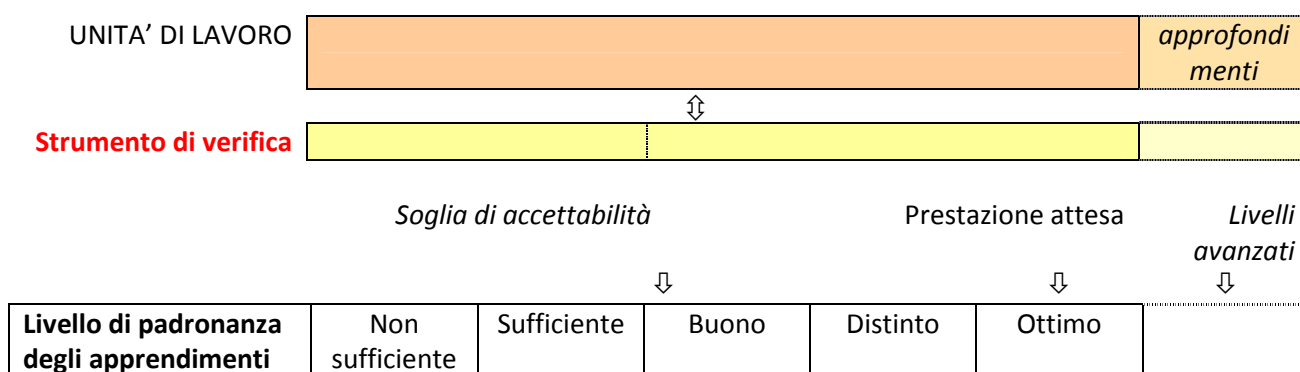 UNITA’ DI LAVORO approfondi
menti
⇕
Strumento di verifica
Soglia di accettabilità Prestazione attesa Livelli
avanzati
⇩ ⇩ ⇩
Livello di padronanza Non Sufficiente Buono Distinto Ottimo
degli apprendimenti sufficiente